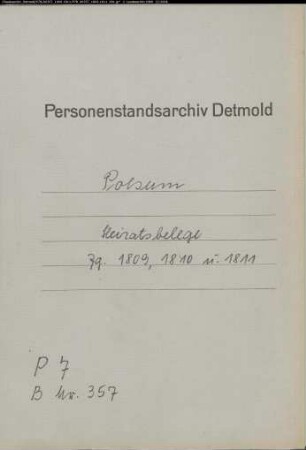 Personenstandsarchiv Detmold
Polsum
Heiratsbelege
Jg. 1809, 1810 u. 1811
P 7
B Nr. 357